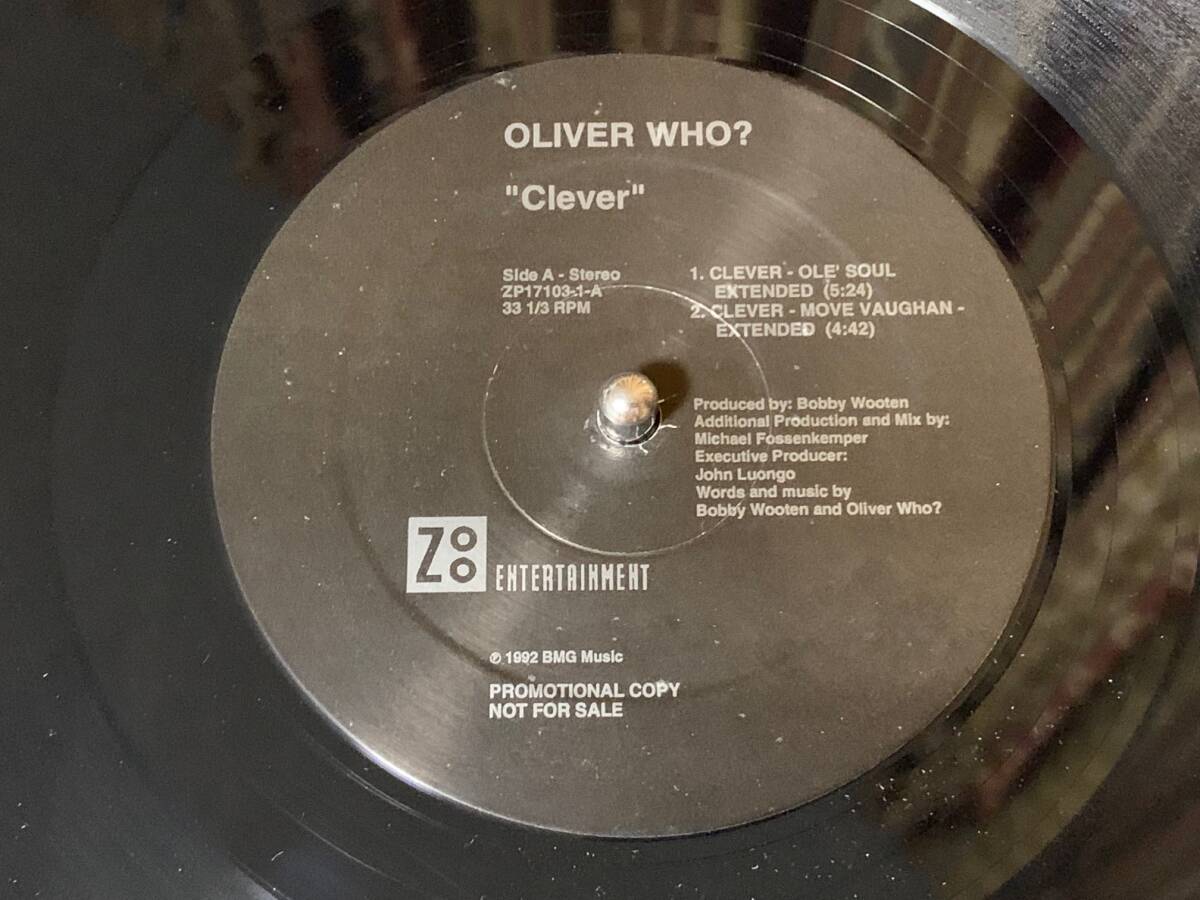 OLIVER WHO?
"Clever"
Side A - Stereo
ZP17103-1-A
33 1/3 RPM
1. CLEVER - OLE' SOUL
EXTENDED (5:24)
2. CLEVER - MOVE VAUGHAN -
EXTENDED (4:42)
Produced by: Bobby Wooten
Additional Production and Mix by:
Michael Fossenkemper
Executive Producer:
John Luongo
Words and music by
Bobby Wooten and Oliver Who?
ZOO
ENTERTAINMENT
℗ 1992 BMG Music
PROMOTIONAL COPY
NOT FOR SALE